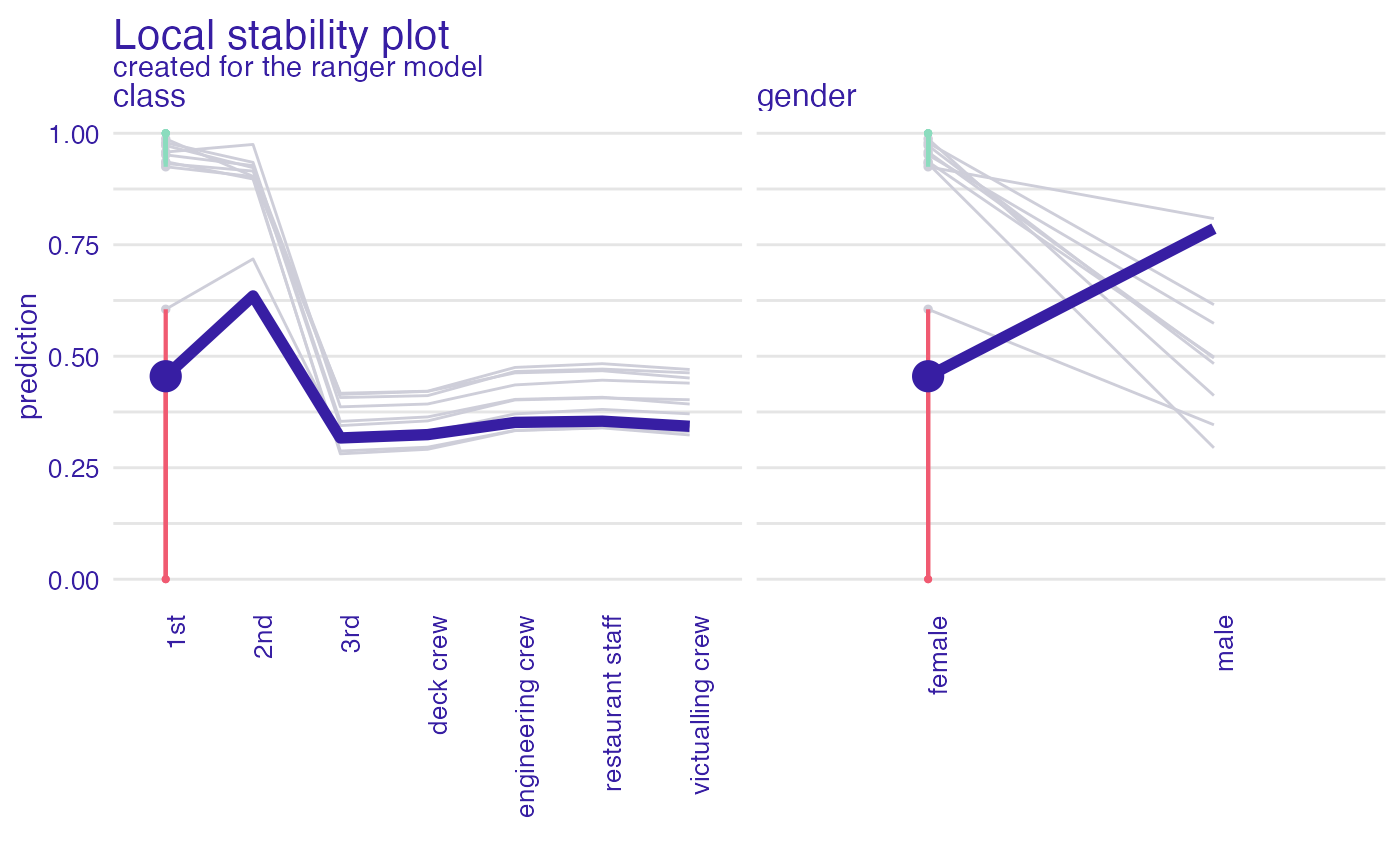 Local stability plot
created for the ranger model
class
gender
prediction
1.00
0.75
0.50
0.25
0.00
1st
2nd
3rd
deck crew
engineering crew
restaurant staff
victualling crew
female
male